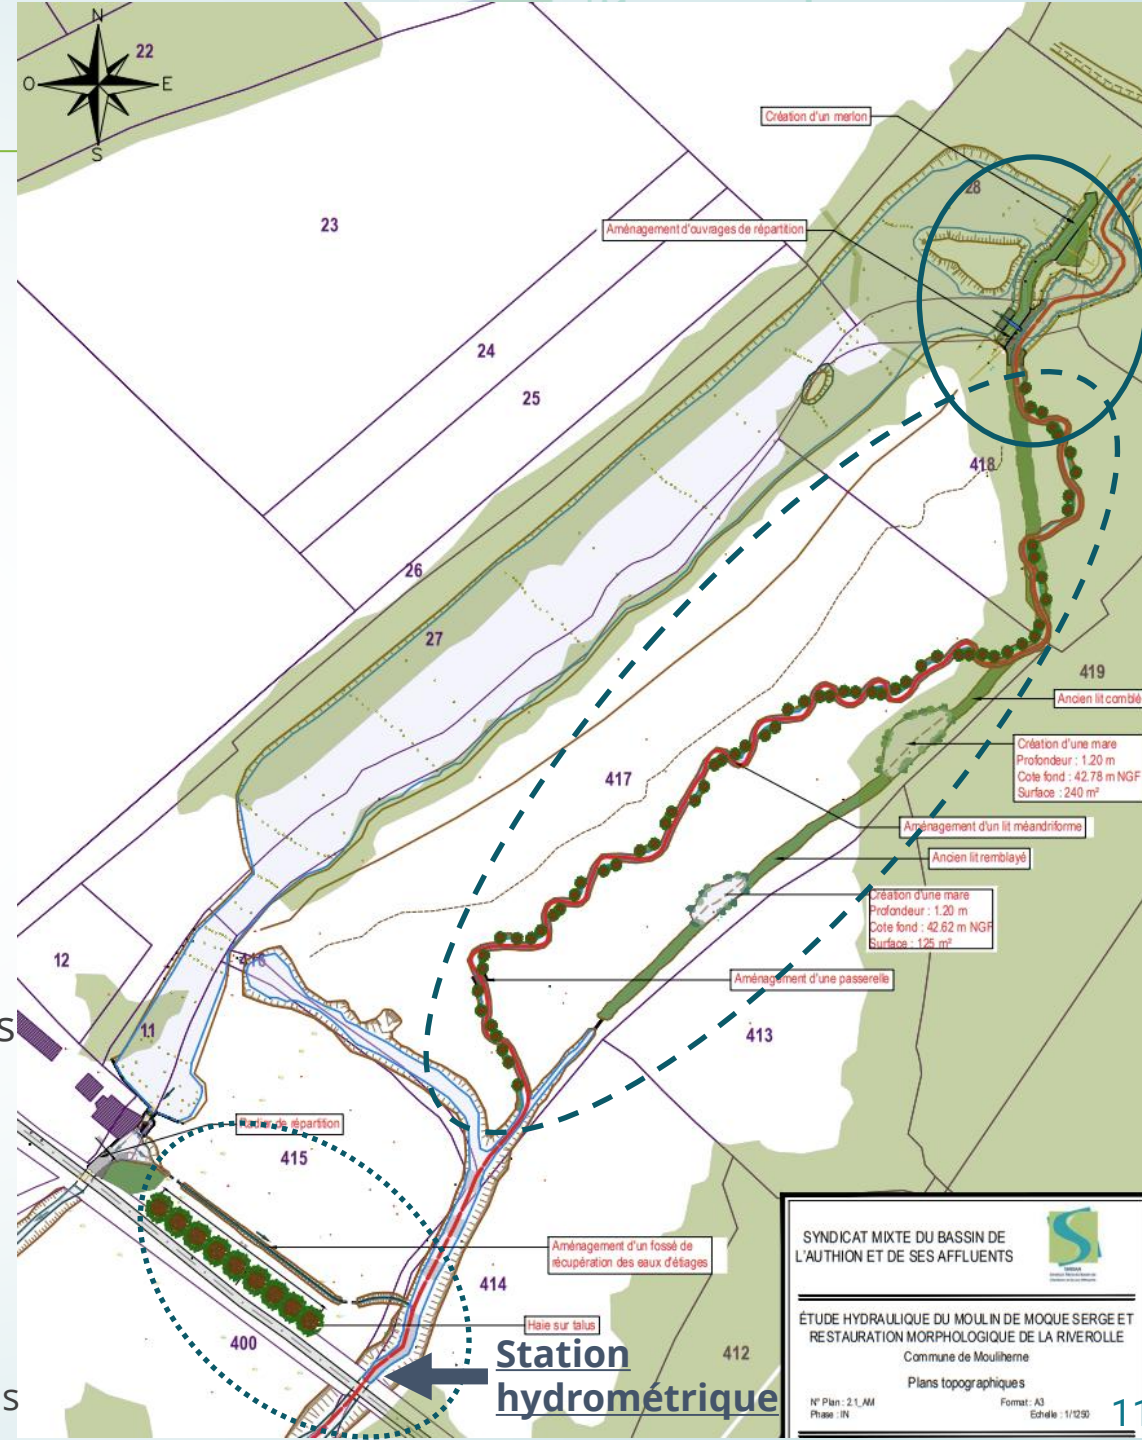 N
O
E
S
22
23
24
25
26
27
28
Création d'un merlon
Aménagement d'ouvrages de répartition
418
419
Ancien lit comblé
Création d'une mare
Profondeur : 1.20 m
Cote fond : 42.78 m NGF
Surface : 240 m²
417
Aménagement d'un lit méandriforme
Ancien lit remblayé
Création d'une mare
Profondeur : 1.20 m
Cote fond : 42.62 m NGF
Surface : 125 m²
Aménagement d'une passerelle
416
12
11
413
s
Radier de répartition
415
Aménagement d'un fossé de
récupération des eaux d'étiages
414
Haie sur talus
400
412
Station
hydrométrique
s
SYNDICAT MIXTE DU BASSIN DE
L'AUTHION ET DE SES AFFLUENTS
ÉTUDE HYDRAULIQUE DU MOULIN DE MOQUE SERGE ET
RESTAURATION MORPHOLOGIQUE DE LA RIVEROLLE
Commune de Mouliherne
Plans topographiques
N° Plan : 2.1_AM
Format : A3
Phase : IN
Echelle : 1/1250
11